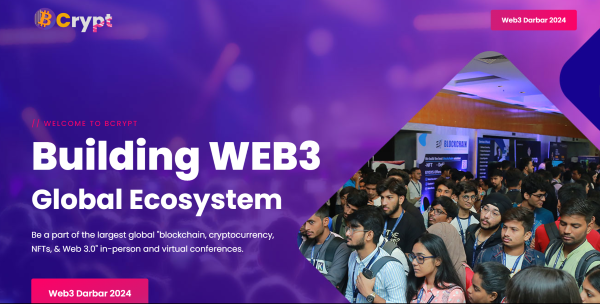 BCrypt
Web3 Darbar 2024
// WELCOME TO BCRYPT
Building WEB3
Global Ecosystem
Be a part of the largest global "blockchain, cryptocurrency,
NFTs, & Web 3.0" in-person and virtual conferences.
Web3 Darbar 2024
BLOCKCHAIN